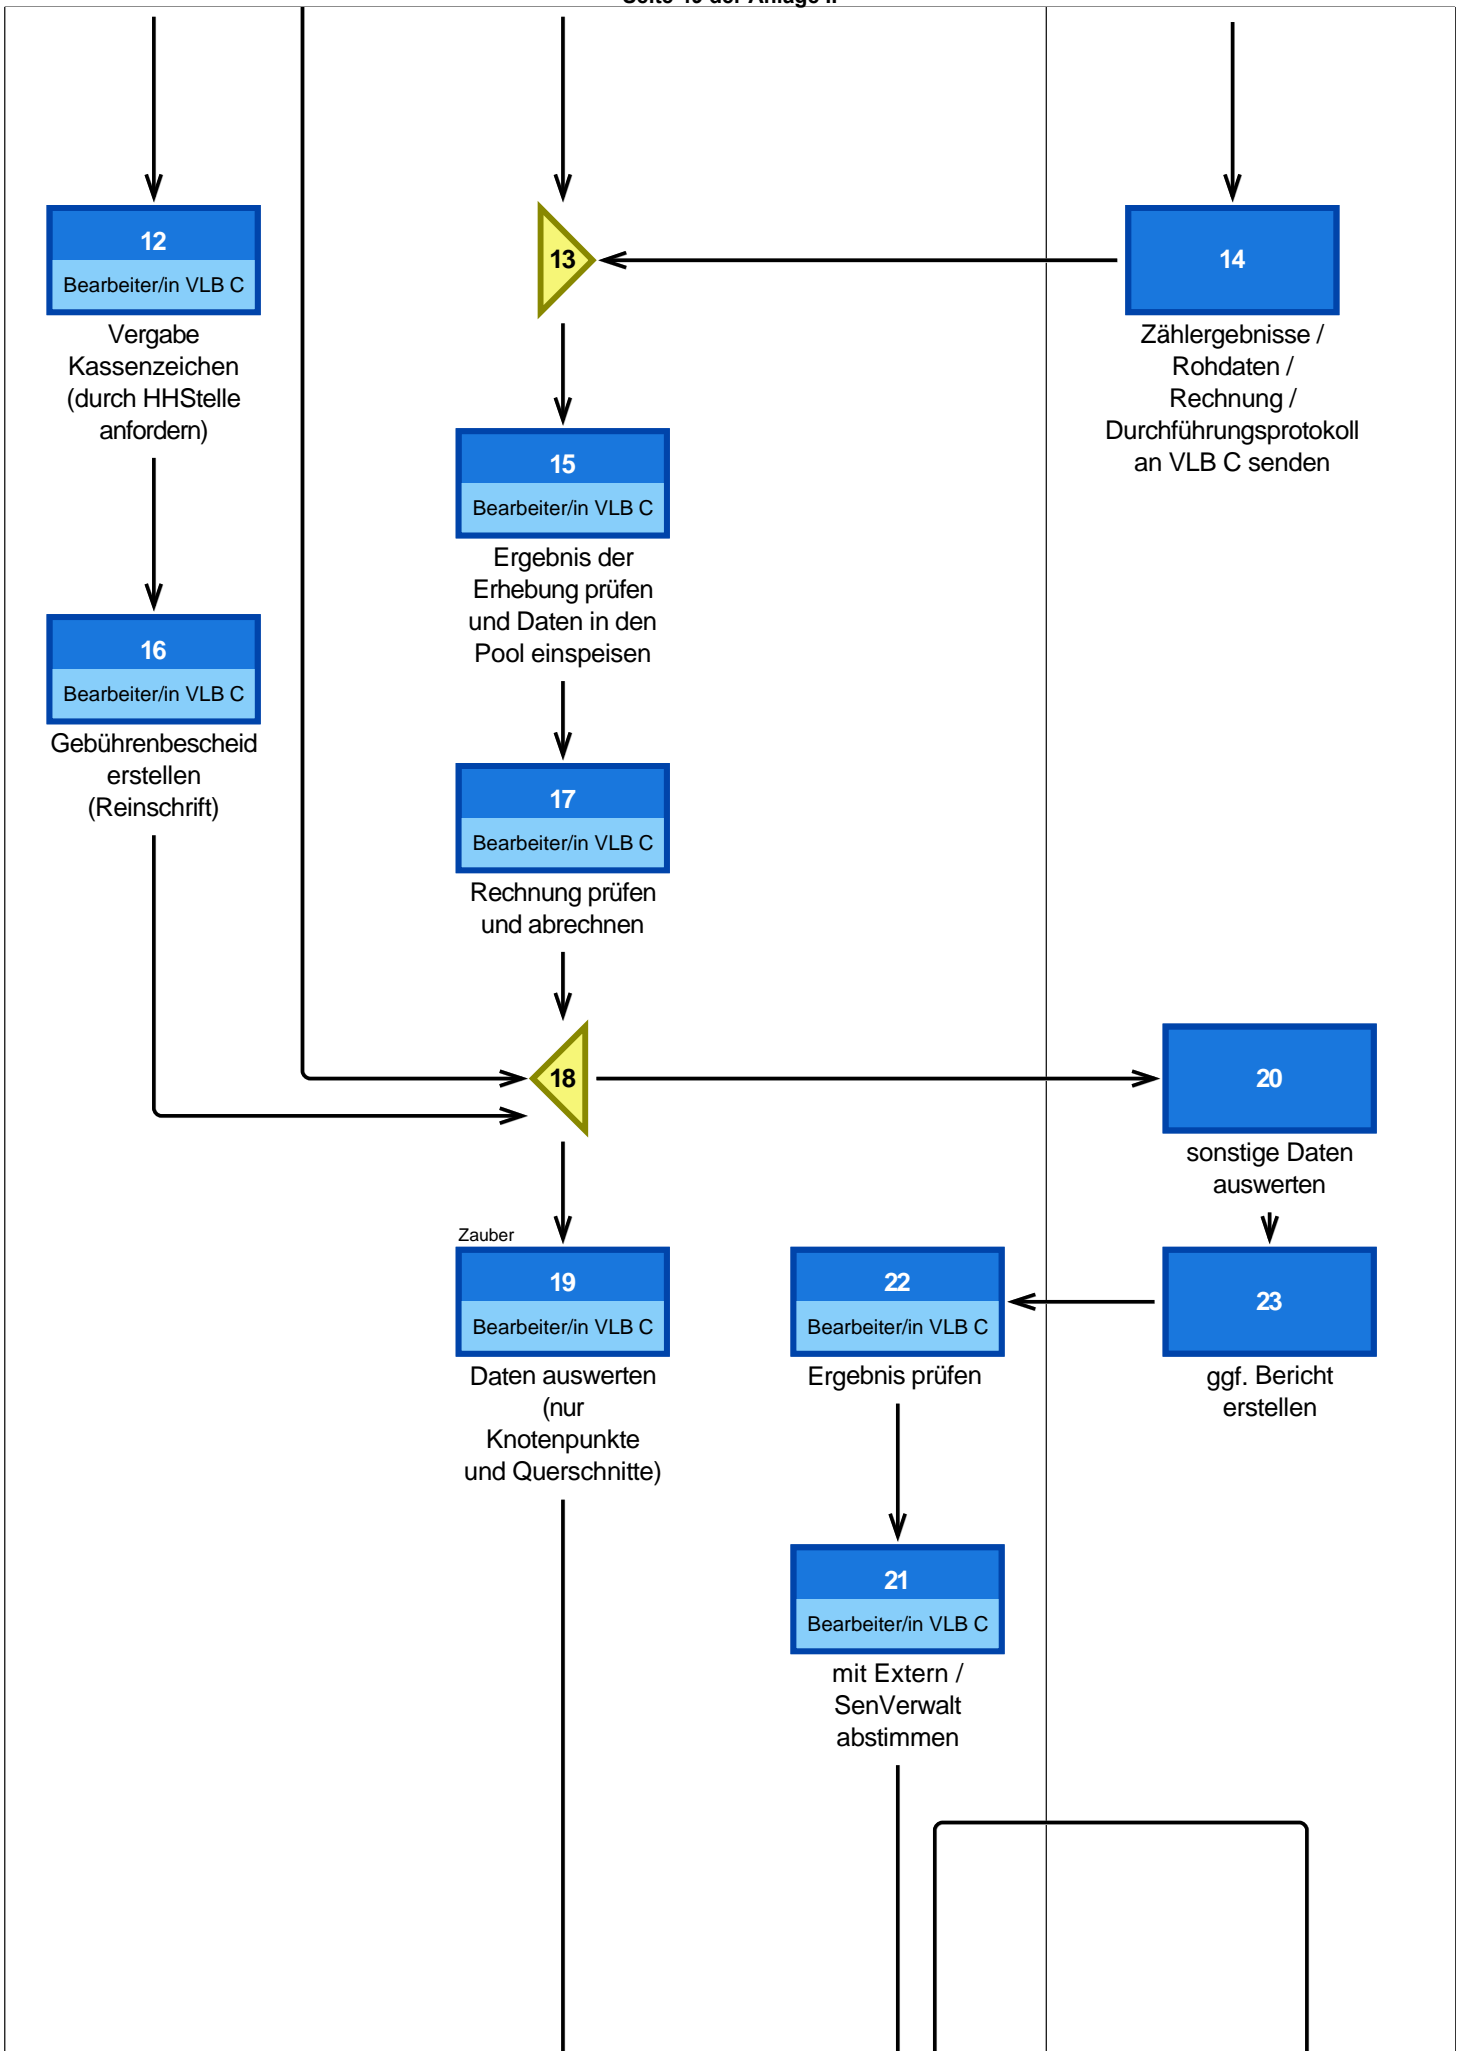 12
Bearbeiter/in VLB C
Vergabe
Kassenzeichen
(durch HHStelle
anfordern)
13
14
Zählergebnisse /
Rohdaten /
Rechnung /
Durchführungsprotokoll
an VLB C senden
15
Bearbeiter/in VLB C
Ergebnis der
Erhebung prüfen
und Daten in den
Pool einspeisen
16
Bearbeiter/in VLB C
Gebührenbescheid
erstellen
(Reinschrift)
17
Bearbeiter/in VLB C
Rechnung prüfen
und abrechnen
18
20
sonstige Daten
auswerten
Zauber
19
Bearbeiter/in VLB C
Daten auswerten
(nur
Knotenpunkte
und Querschnitte)
22
Bearbeiter/in VLB C
Ergebnis prüfen
23
ggf. Bericht
erstellen
21
Bearbeiter/in VLB C
mit Extern /
SenVerwalt
abstimmen